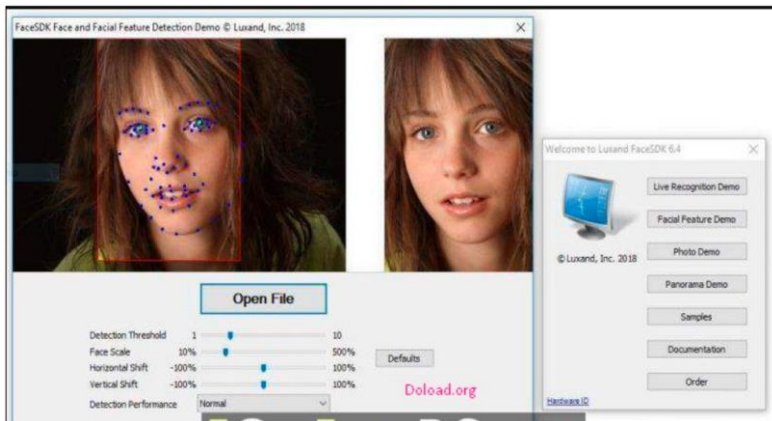 FaceSDK Face and Facial Feature Detection Demo © Luxand, Inc. 2018
Open File
Detection Threshold 1 10
Face Scale 10% 500%
Horizontal Shift -100% 100%
Vertical Shift -100% 100%
Detection Performance Normal
Defaults
Doload.org
Welcome to Luxand FaceSDK 6.4
Live Recognition Demo
Facial Feature Demo
Photo Demo
© Luxand, Inc. 2018
Panorama Demo
Samples
Documentation
Order
Hardware ID